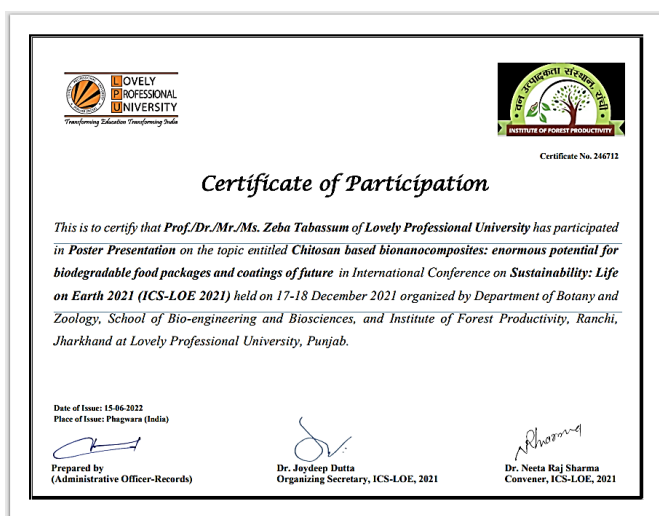 LOVELY
PROFESSIONAL
UNIVERSITY
Transforming Education Transforming India
वन उत्पादकता संस्थान, रांची
INSTITUTE OF FOREST PRODUCTIVITY
Certificate No. 246712
Certificate of Participation
This is to certify that Prof./Dr./Mr./Ms. Zeba Tabassum of Lovely Professional University has participated
in Poster Presentation on the topic entitled Chitosan based bionanocomposites: enormous potential for
biodegradable food packages and coatings of future in International Conference on Sustainability: Life
on Earth 2021 (ICS-LOE 2021) held on 17-18 December 2021 organized by Department of Botany and
Zoology, School of Bio-engineering and Biosciences, and Institute of Forest Productivity, Ranchi,
Jharkhand at Lovely Professional University, Punjab.
Date of Issue: 15-06-2022
Place of Issue: Phagwara (India)
Prepared by
(Administrative Officer-Records)
Dr. Joydeep Dutta
Organizing Secretary, ICS-LOE, 2021
Dr. Neeta Raj Sharma
Convener, ICS-LOE, 2021